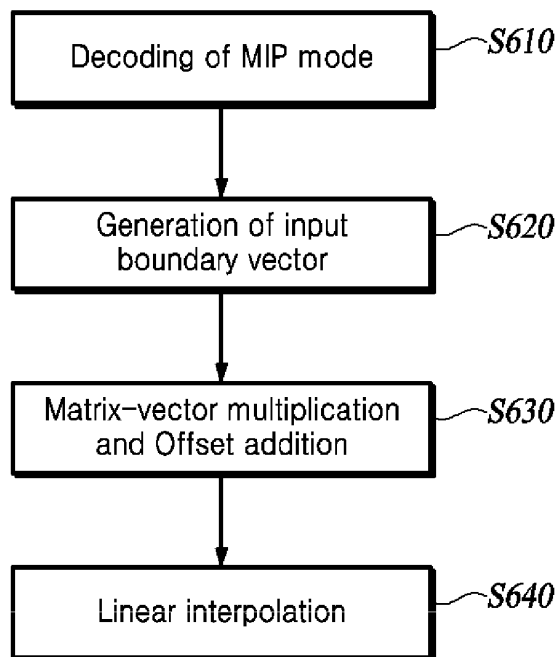 Decoding of MIP mode
S610
Generation of input
boundary vector
S620
Matrix-vector multiplication
and Offset addition
S630
Linear interpolation
S640